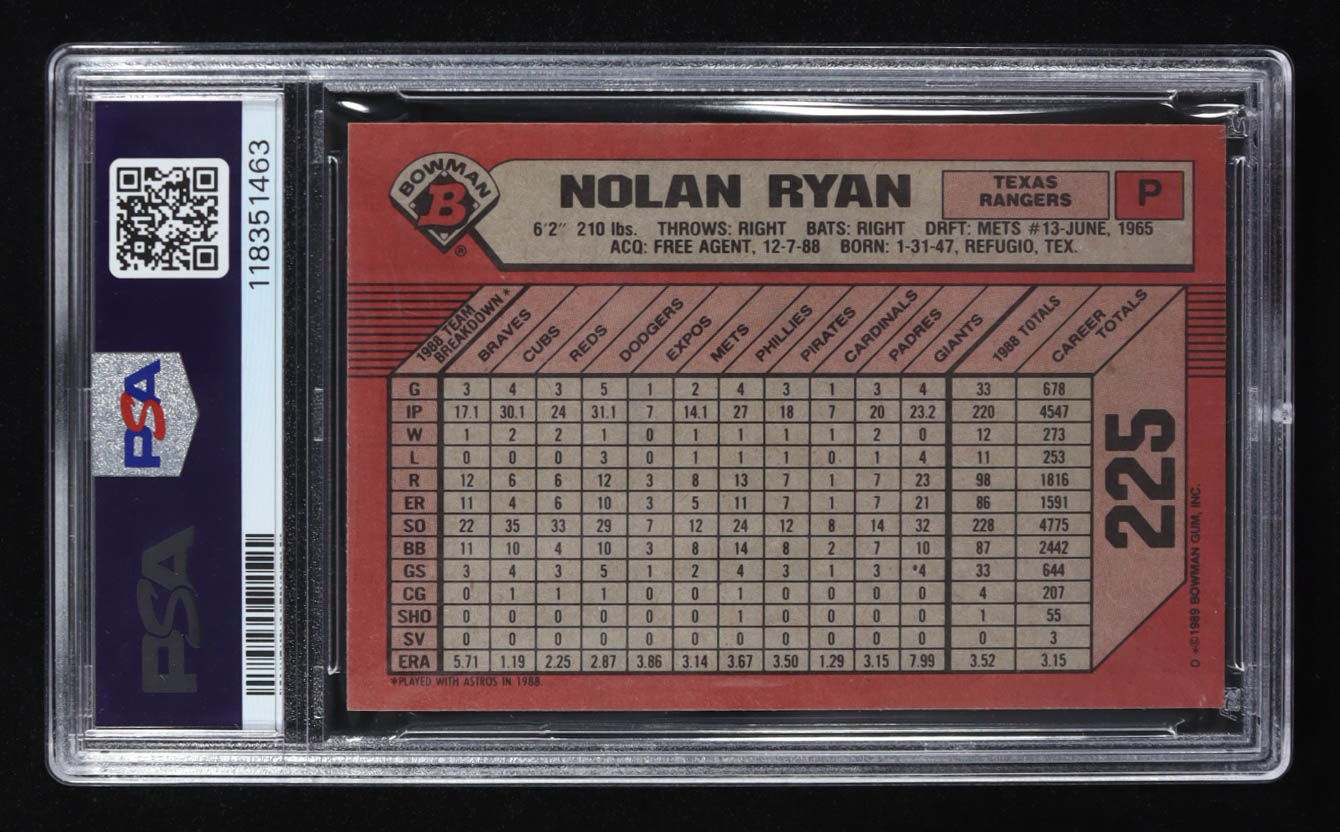 BOWMAN
B
®
NOLAN RYAN
TEXAS
RANGERS
P
6'2" 210 lbs. THROWS: RIGHT BATS: RIGHT DRFT: METS #13-JUNE, 1965
ACQ: FREE AGENT, 12-7-88 BORN: 1-31-47, REFUGIO, TEX.
1988 TEAM BREAKDOWN * BRAVES CUBS REDS DODGERS EXPOS METS PHILLIES PIRATES CARDINALS PADRES GIANTS 1988 TOTALS CAREER TOTALS
G 3 4 3 5 1 2 4 3 1 3 4 33 678
IP 17.1 30.1 24 31.1 7 14.1 27 18 7 20 23.2 220 4547
W 1 2 2 1 0 1 1 1 1 2 0 12 273
L 0 0 0 3 0 1 1 1 0 1 4 11 253
R 12 6 6 12 3 8 13 7 1 7 23 98 1816
ER 11 4 6 10 3 5 11 7 1 7 21 86 1591
SO 22 35 33 29 7 12 24 12 8 14 32 228 4775
BB 11 10 4 10 3 8 14 8 2 7 10 87 2442
GS 3 4 3 5 1 2 4 3 1 3 *4 33 644
CG 0 1 1 1 0 0 0 0 0 0 0 4 207
SHO 0 0 0 0 0 0 1 0 0 0 0 1 55
SV 0 0 0 0 0 0 0 0 0 0 0 0 3
ERA 5.71 1.19 2.25 2.87 3.86 3.14 3.67 3.50 1.29 3.15 7.99 3.52 3.15
*PLAYED WITH ASTROS IN 1988
225
D *©1989 BOWMAN GUM, INC.
118351463
PSA
PSA